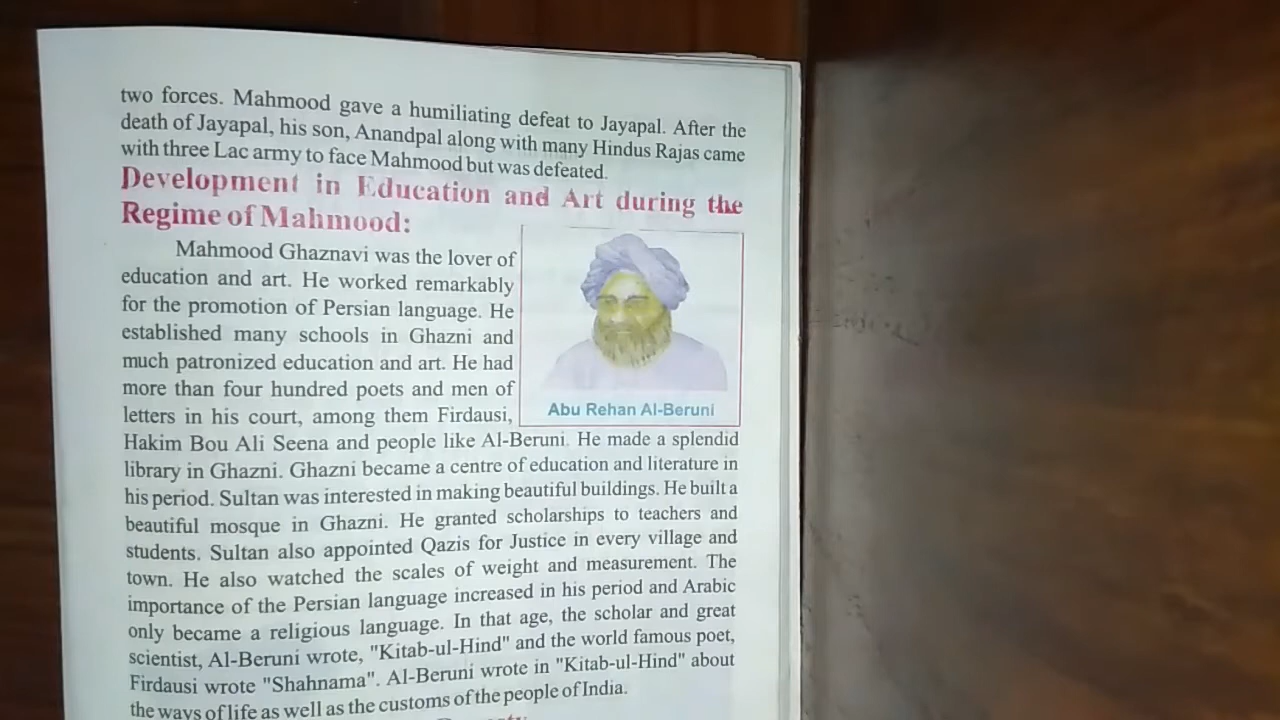 two forces. Mahmood gave a humiliating defeat to Jayapal. After the
death of Jayapal, his son, Anandpal along with many Hindus Rajas came
with three Lac army to face Mahmood but was defeated.
Development in Education and Art during the
Regime of Mahmood:
Mahmood Ghaznavi was the lover of
education and art. He worked remarkably
for the promotion of Persian language. He
established many schools in Ghazni and
much patronized education and art. He had
more than four hundred poets and men of
letters in his court, among them Firdausi,
Abu Rehan Al-Beruni
Hakim Bou Ali Seena and people like Al-Beruni. He made a splendid
library in Ghazni. Ghazni became a centre of education and literature in
his period. Sultan was interested in making beautiful buildings. He built a
beautiful mosque in Ghazni. He granted scholarships to teachers and
students. Sultan also appointed Qazis for Justice in every village and
town. He also watched the scales of weight and measurement. The
importance of the Persian language increased in his period and Arabic
only became a religious language. In that age, the scholar and great
scientist, Al-Beruni wrote, "Kitab-ul-Hind" and the world famous poet,
Firdausi wrote "Shahnama". Al-Beruni wrote in "Kitab-ul-Hind" about
the ways of life as well as the customs of the people of India.